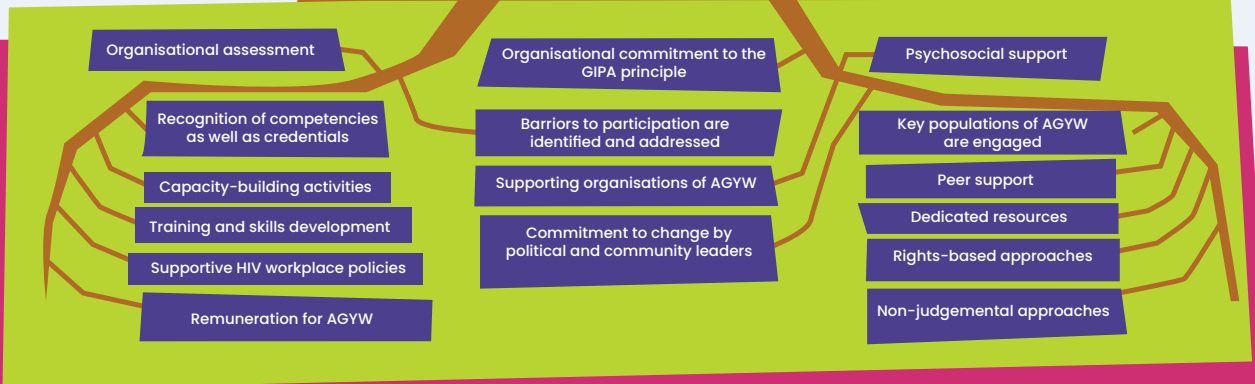 Organisational assessment
Recognition of competencies
as well as credentials
Capacity-building activities
Training and skills development
Supportive HIV workplace policies
Remuneration for AGYW
Organisational commitment to the
GIPA principle
Barriers to participation are
identified and addressed
Supporting organisations of AGYW
Commitment to change by
political and community leaders
Psychosocial support
Key populations of AGYW
are engaged
Peer support
Dedicated resources
Rights-based approaches
Non-judgemental approaches